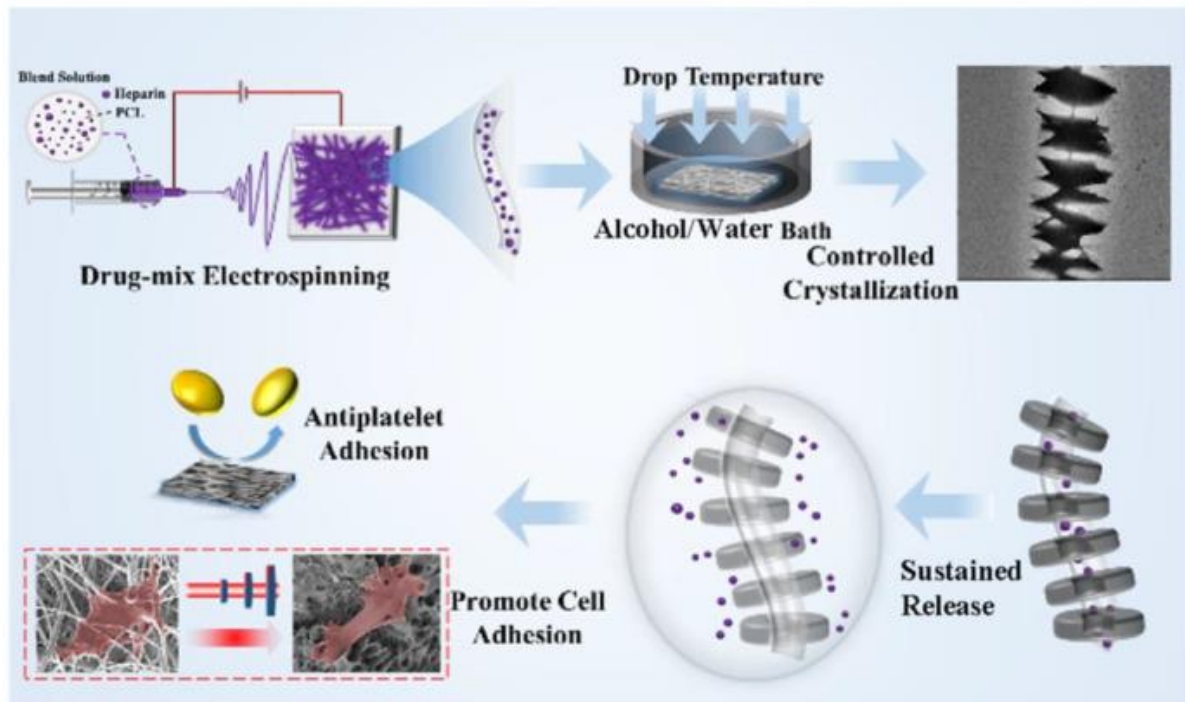 Blend Solution
Heparin
PCL
Drug-mix Electrospinning
Drop Temperature
Alcohol/Water Bath
Controlled
Crystallization
Antiplatelet
Adhesion
Promote Cell
Adhesion
Sustained
Release